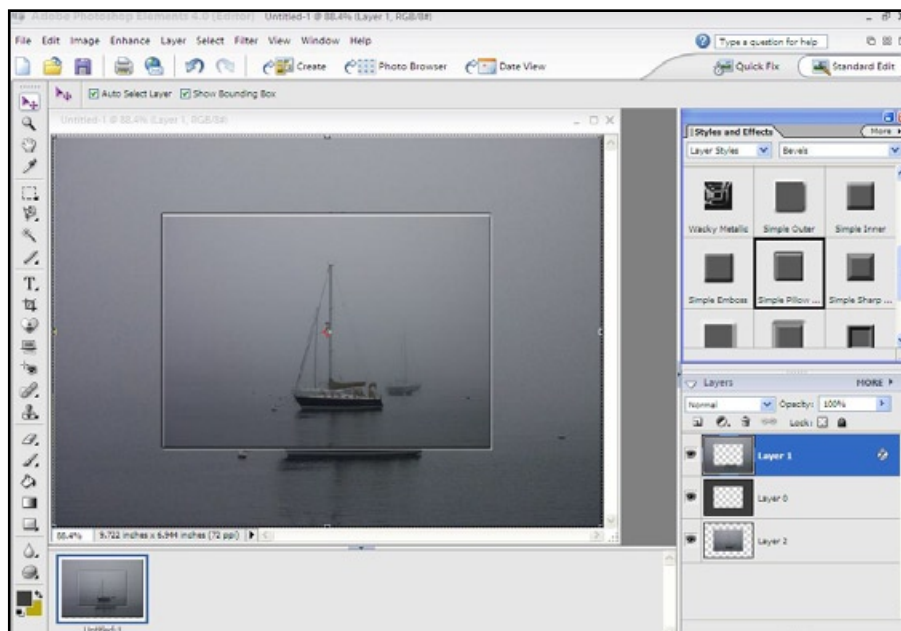 Adobe Photoshop Elements 4.0 (Editor) Untitled-1 @ 88.4% (Layer 1, RGB/8#)
File Edit Image Enhance Layer Select Filter View Window Help
Type a question for help
Create Photo Browser Date View
Quick Fix Standard Edit
Auto Select Layer Show Bounding Box
Untitled-1 @ 88.4% (Layer 1, RGB/8#)
Styles and Effects More
Layer Styles Bevels
Wacky Metallic Simple Outer Simple Inner
Simple Emboss Simple Pillow ... Simple Sharp ...
Layers MORE
Normal Opacity: 100%
Lock:
Layer 1
Layer 0
Layer 2
88.4% 9.722 inches x 6.944 inches (72 ppi)
Untitled-1